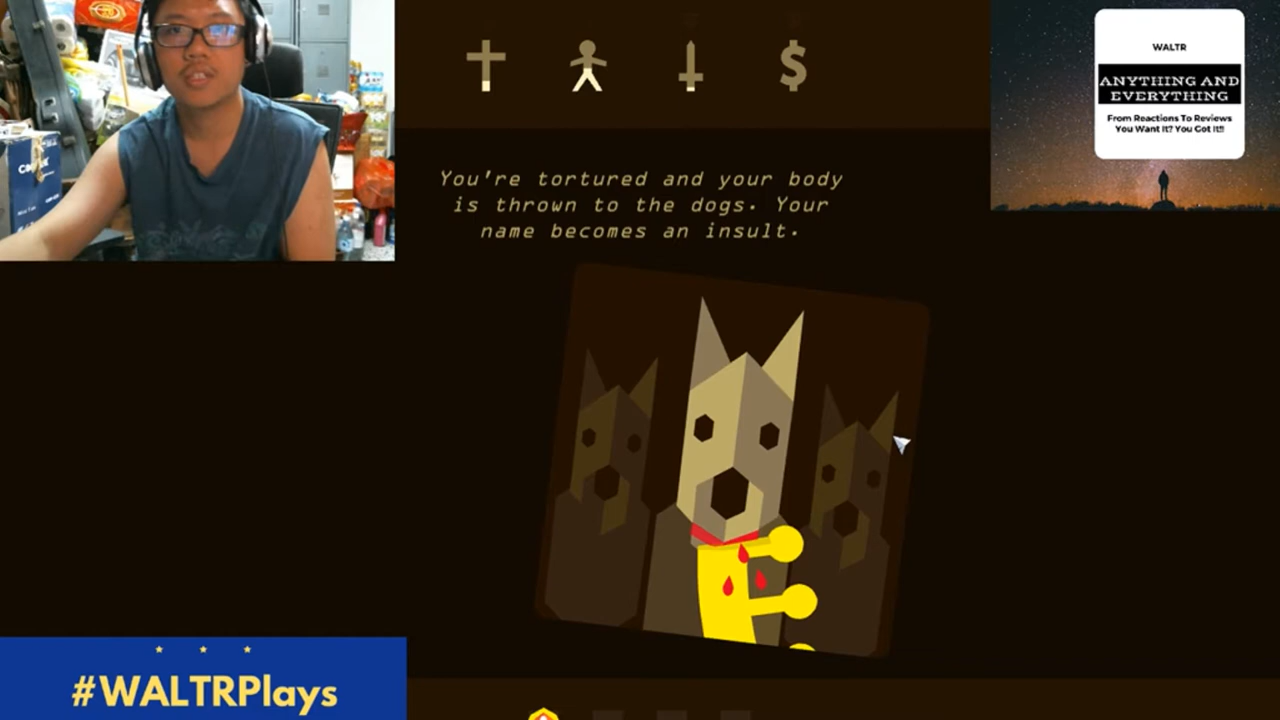 You're tortured and your body
is thrown to the dogs. Your
name becomes an insult.
WALTR
ANYTHING AND
EVERYTHING
From Reactions To Reviews
You Want It? You Got It!!
#WALTRPlays